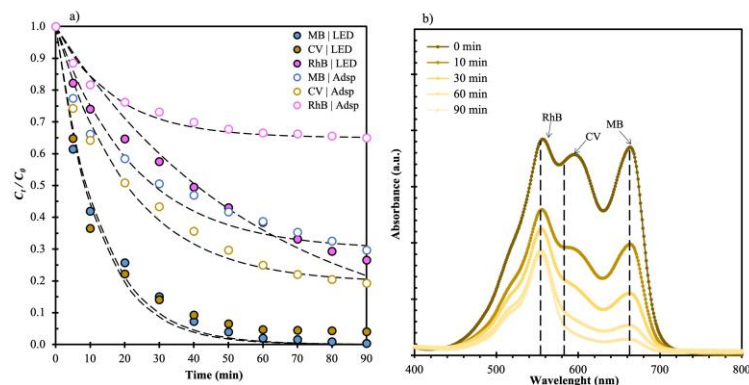 a)
1.0
0.9
0.8
0.7
0.6
0.5
0.4
0.3
0.2
0.1
0.0
C_t / C_0
0 10 20 30 40 50 60 70 80 90
Time (min)
MB | LED
CV | LED
RhB | LED
MB | Adsp
CV | Adsp
RhB | Adsp
b)
0 min
10 min
30 min
60 min
90 min
RhB
CV
MB
Absorbance (a.u.)
400 500 600 700 800
Wavelenght (nm)